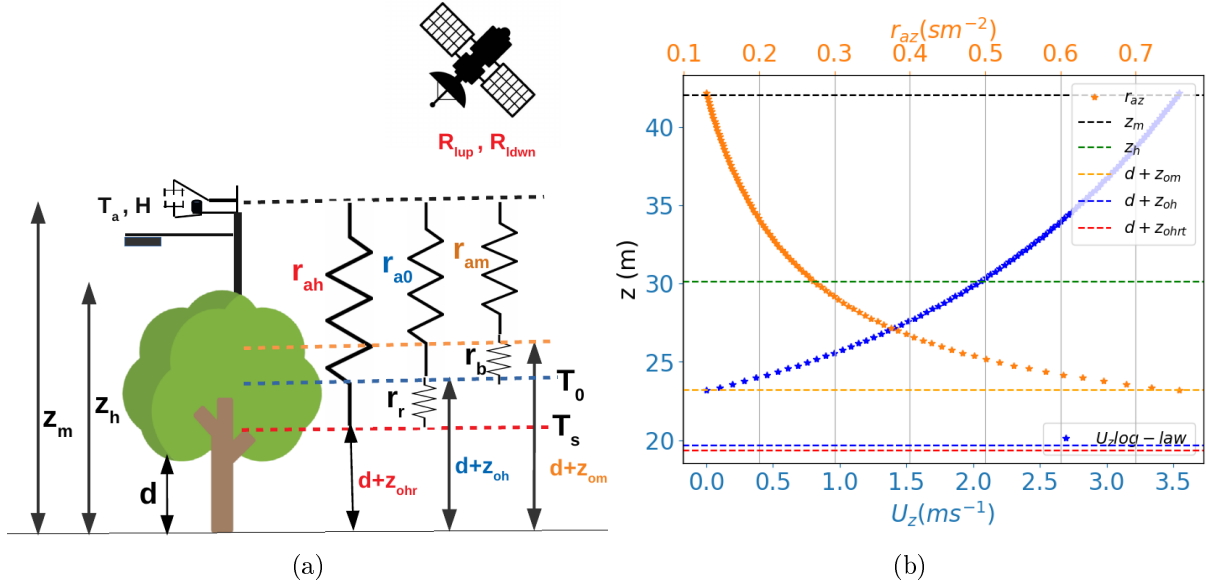 R_lup , R_ldwn
T_a , H
r_ah
r_a0
r_am
r_b
r_r
T_0
T_s
z_m
z_h
d
d+z_ohr
d+z_oh
d+z_om
(a)
r_az(sm^−2)
0.1 0.2 0.3 0.4 0.5 0.6 0.7
z (m)
40
35
30
25
20
r_az
z_m
z_h
d + z_om
d + z_oh
d + z_ohrt
U_z log − law
0.0 0.5 1.0 1.5 2.0 2.5 3.0 3.5
U_z(ms^−1)
(b)